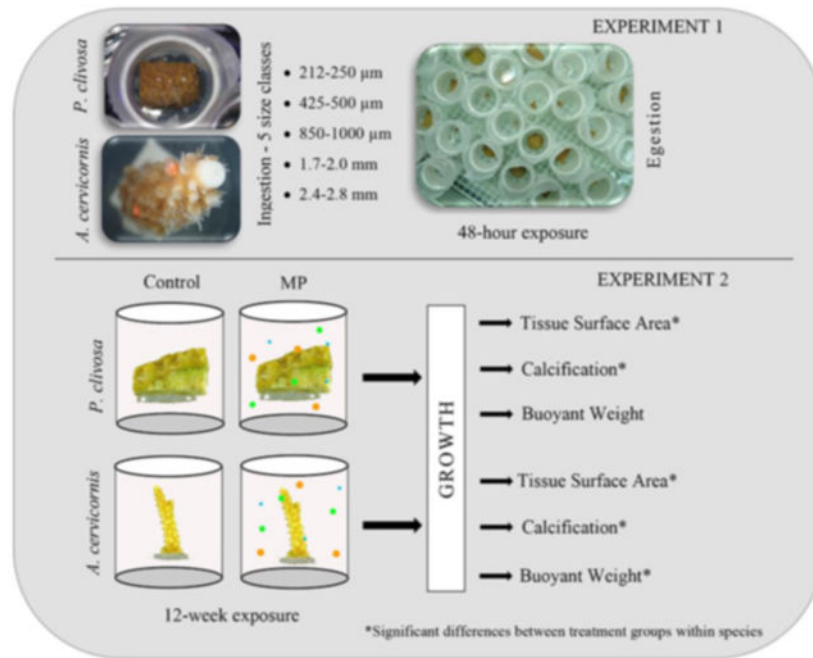 EXPERIMENT 1
P. clivosa
A. cervicornis
Ingestion - 5 size classes
• 212-250 µm
• 425-500 µm
• 850-1000 µm
• 1.7-2.0 mm
• 2.4-2.8 mm
Egestion
48-hour exposure
EXPERIMENT 2
Control
MP
P. clivosa
A. cervicornis
12-week exposure
GROWTH
Tissue Surface Area*
Calcification*
Buoyant Weight
Tissue Surface Area*
Calcification*
Buoyant Weight*
*Significant differences between treatment groups within species